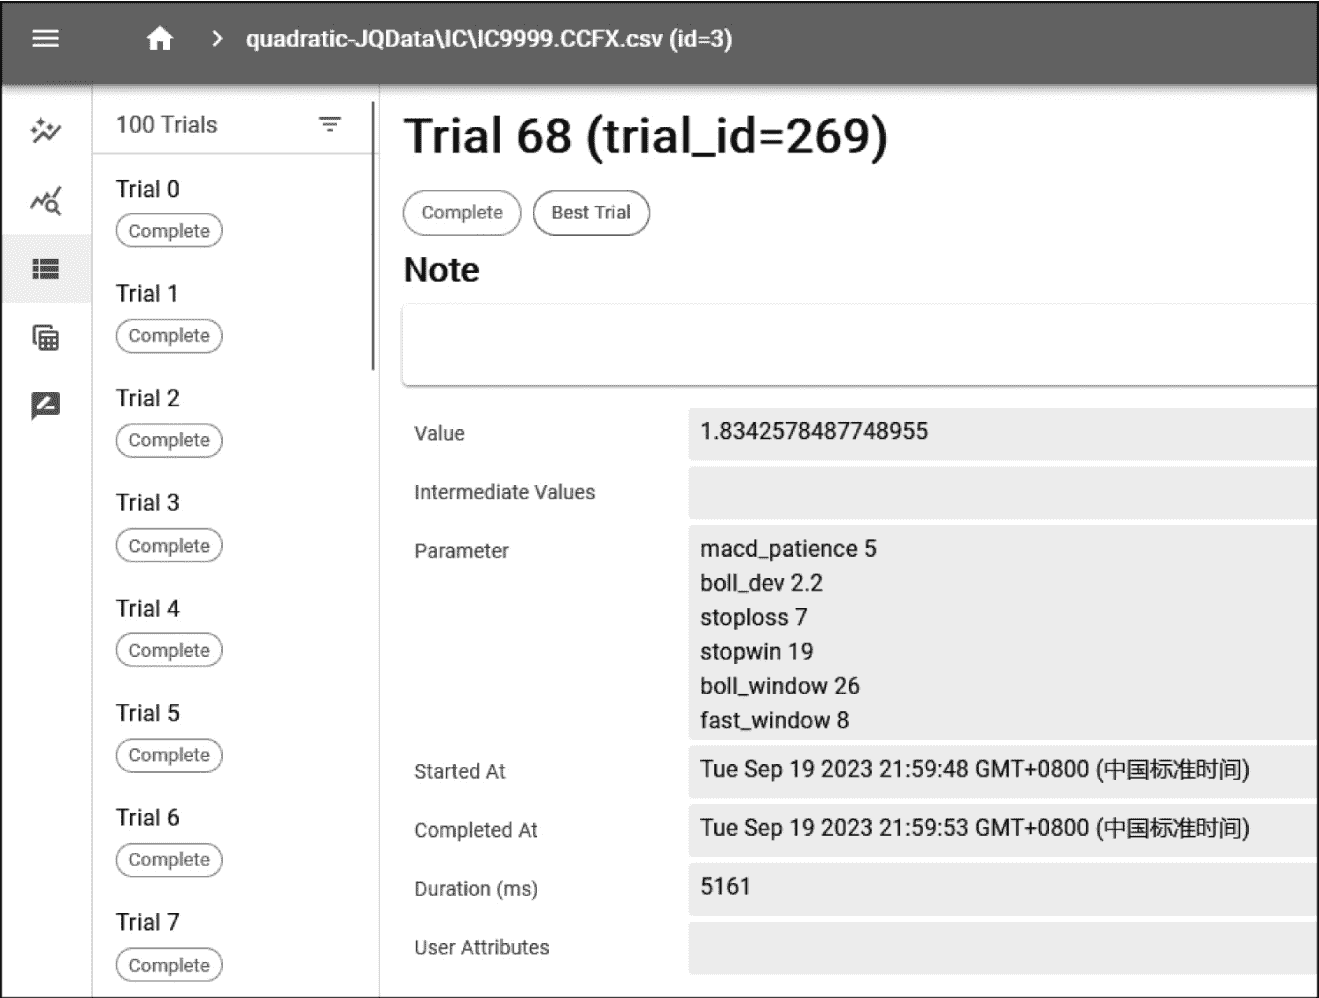 quadratic-JQData\IC\IC9999.CCFX.csv (id=3)
100 Trials
Trial 0
Complete
Trial 1
Complete
Trial 2
Complete
Trial 3
Complete
Trial 4
Complete
Trial 5
Complete
Trial 6
Complete
Trial 7
Complete
Trial 68 (trial_id=269)
Complete
Best Trial
Note
Value
1.8342578487748955
Intermediate Values
Parameter
macd_patience 5
boll_dev 2.2
stoploss 7
stopwin 19
boll_window 26
fast_window 8
Started At
Tue Sep 19 2023 21:59:48 GMT+0800 (中国标准时间)
Completed At
Tue Sep 19 2023 21:59:53 GMT+0800 (中国标准时间)
Duration (ms)
5161
User Attributes